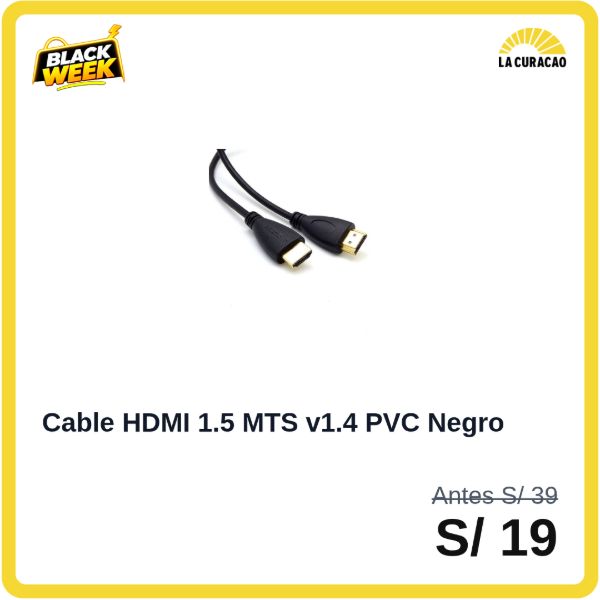 BLACK
WEEK
LA CURACAO
Cable HDMI 1.5 MTS v1.4 PVC Negro
Antes S/ 39
S/ 19